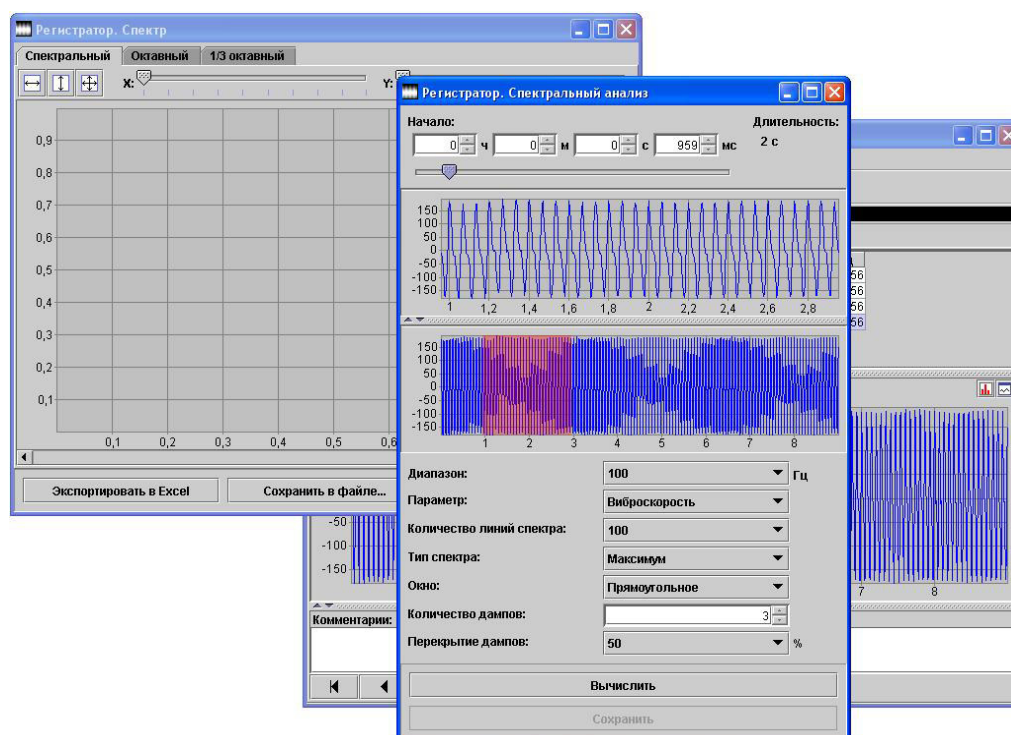 Регистратор. Спектр
Спектральный Октавный 1/3 октавный
X: Y:
0,9
0,8
0,7
0,6
0,5
0,4
0,3
0,2
0,1
0,1 0,2 0,3 0,4 0,5 0,6
Экспортировать в Excel Сохранить в файле...
Регистратор. Спектральный анализ
Начало: Длительность:
0 ч 0 м 0 с 959 мс 2 с
150
100
50
0
-50
-100
-150
1 1,2 1,4 1,6 1,8 2 2,2 2,4 2,6 2,8
150
100
50
0
-50
-100
-150
1 2 3 4 5 6 7 8
Диапазон: 100 Гц
Параметр: Виброскорость
Количество линий спектра: 100
Тип спектра: Максимум
Окно: Прямоугольное
Количество дампов: 3
Перекрытие дампов: 50 %
Вычислить
Сохранить
56
56
56
-50
-100
-150
7 8
Комментарии: